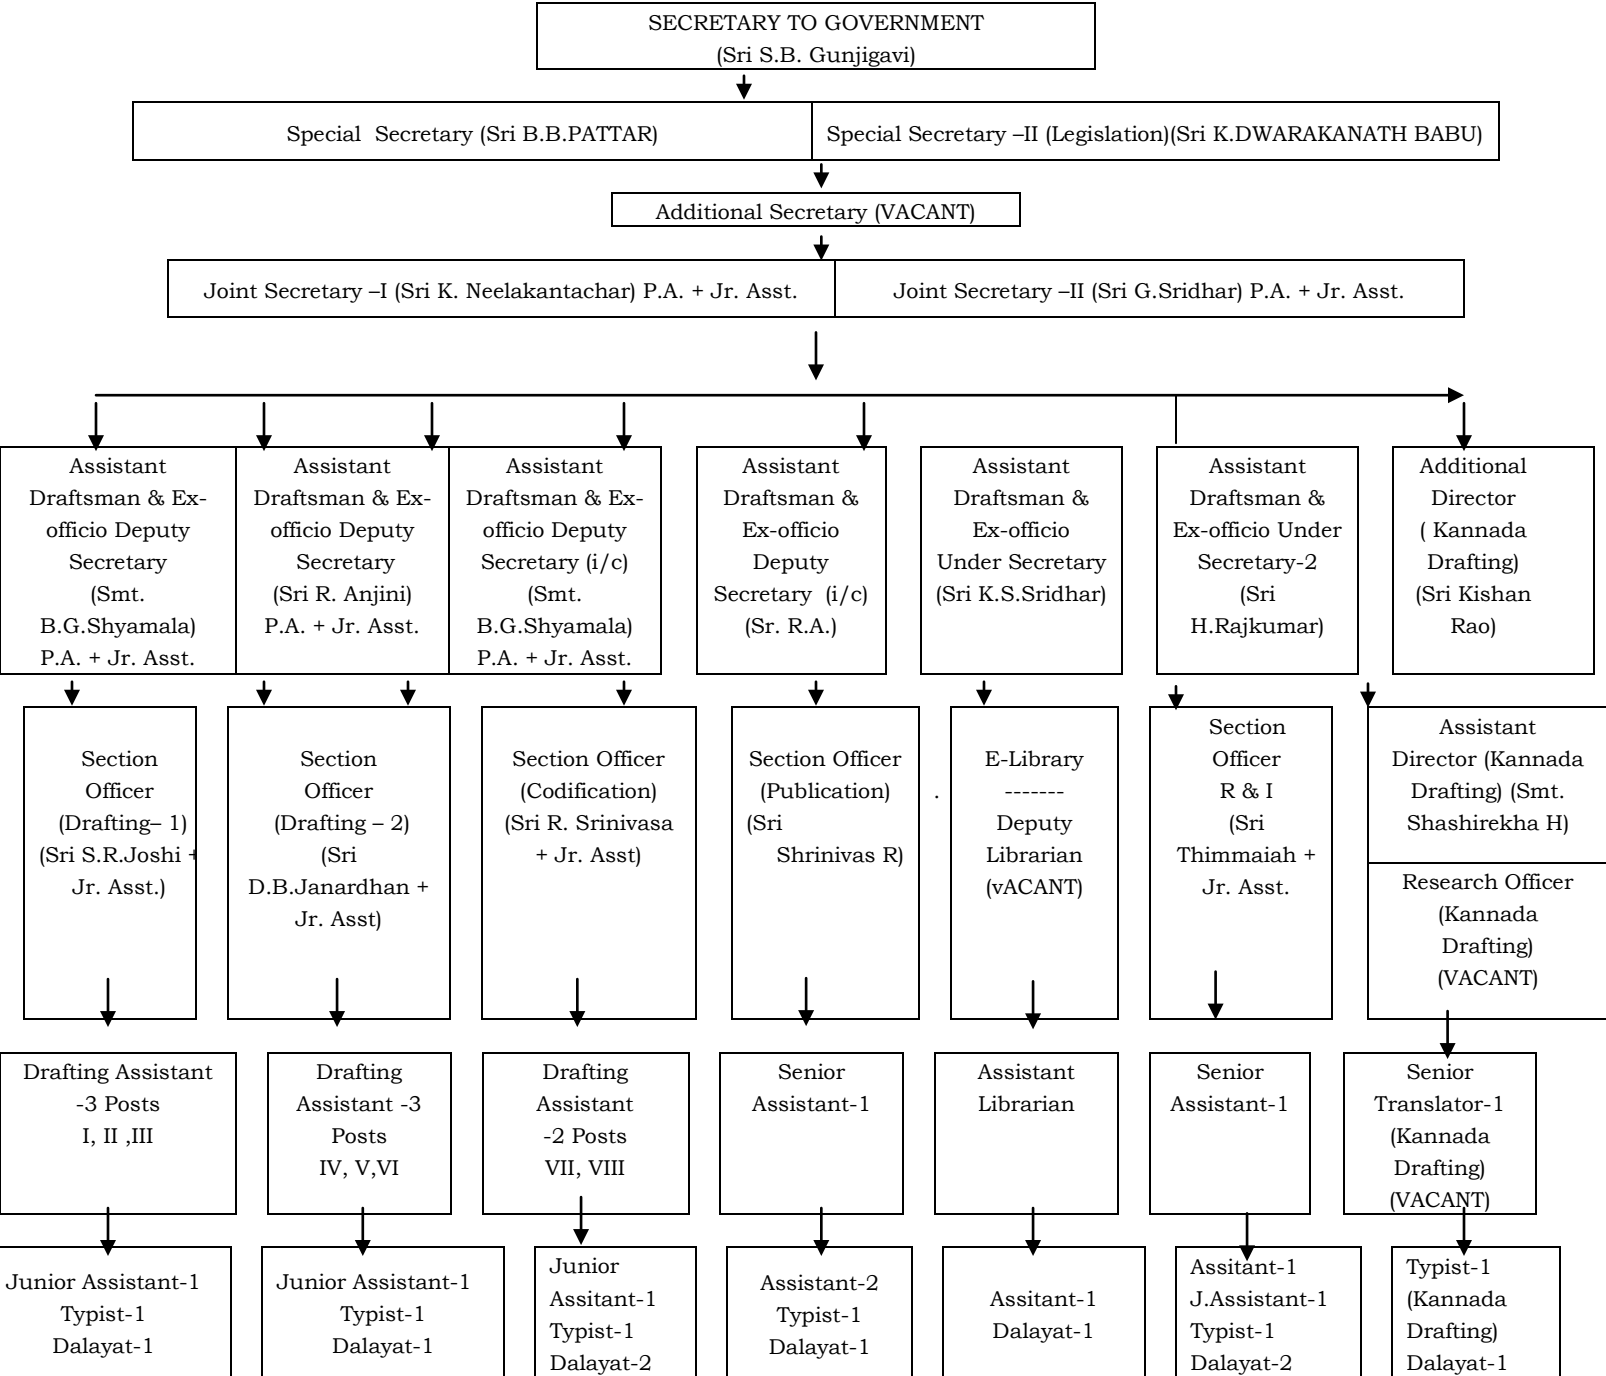 SECRETARY TO GOVERNMENT
(Sri S.B. Gunjigavi)
Special  Secretary (Sri B.B.PATTAR)
Special Secretary –II (Legislation)(Sri K.DWARAKANATH BABU)
Additional Secretary (VACANT)
Joint Secretary –I (Sri K. Neelakantachar) P.A. + Jr. Asst.
Joint Secretary –II (Sri G.Sridhar) P.A. + Jr. Asst.
Assistant
Draftsman & Ex-
officio Deputy
Secretary
(Smt.
B.G.Shyamala)
P.A. + Jr. Asst.
Assistant
Draftsman & Ex-
officio Deputy
Secretary
(Sri R. Anjini)
P.A. + Jr. Asst.
Assistant
Draftsman & Ex-
officio Deputy
Secretary (i/c)
(Smt.
B.G.Shyamala)
P.A. + Jr. Asst.
Assistant
Draftsman &
Ex-officio
Deputy
Secretary  (i/c)
(Sr. R.A.)
Assistant
Draftsman &
Ex-officio
Under Secretary
(Sri K.S.Sridhar)
Assistant
Draftsman &
Ex-officio Under
Secretary-2
(Sri
H.Rajkumar)
Additional
Director
( Kannada
Drafting)
(Sri Kishan
Rao)
Section
Officer
(Drafting– 1)
(Sri S.R.Joshi +
Jr. Asst.)
Section
Officer
(Drafting – 2)
(Sri
D.B.Janardhan +
Jr. Asst)
Section Officer
(Codification)
(Sri R. Srinivasa
+ Jr. Asst)
Section Officer
(Publication)
(Sri
Shrinivas R)
.
E-Library
-------
Deputy
Librarian
(vACANT)
Section
Officer
R & I
(Sri
Thimmaiah +
Jr. Asst.
Assistant
Director (Kannada
Drafting) (Smt.
Shashirekha H)
Research Officer
(Kannada
Drafting)
(VACANT)
Drafting Assistant
-3 Posts
I, II ,III
Drafting
Assistant -3
Posts
IV, V,VI
Drafting
Assistant
-2 Posts
VII, VIII
Senior
Assistant-1
Assistant
Librarian
Senior
Assistant-1
Senior
Translator-1
(Kannada
Drafting)
(VACANT)
Junior Assistant-1
Typist-1
Dalayat-1
Junior Assistant-1
Typist-1
Dalayat-1
Junior
Assitant-1
Typist-1
Dalayat-2
Assistant-2
Typist-1
Dalayat-1
Assitant-1
Dalayat-1
Assitant-1
J.Assistant-1
Typist-1
Dalayat-2
Typist-1
(Kannada
Drafting)
Dalayat-1